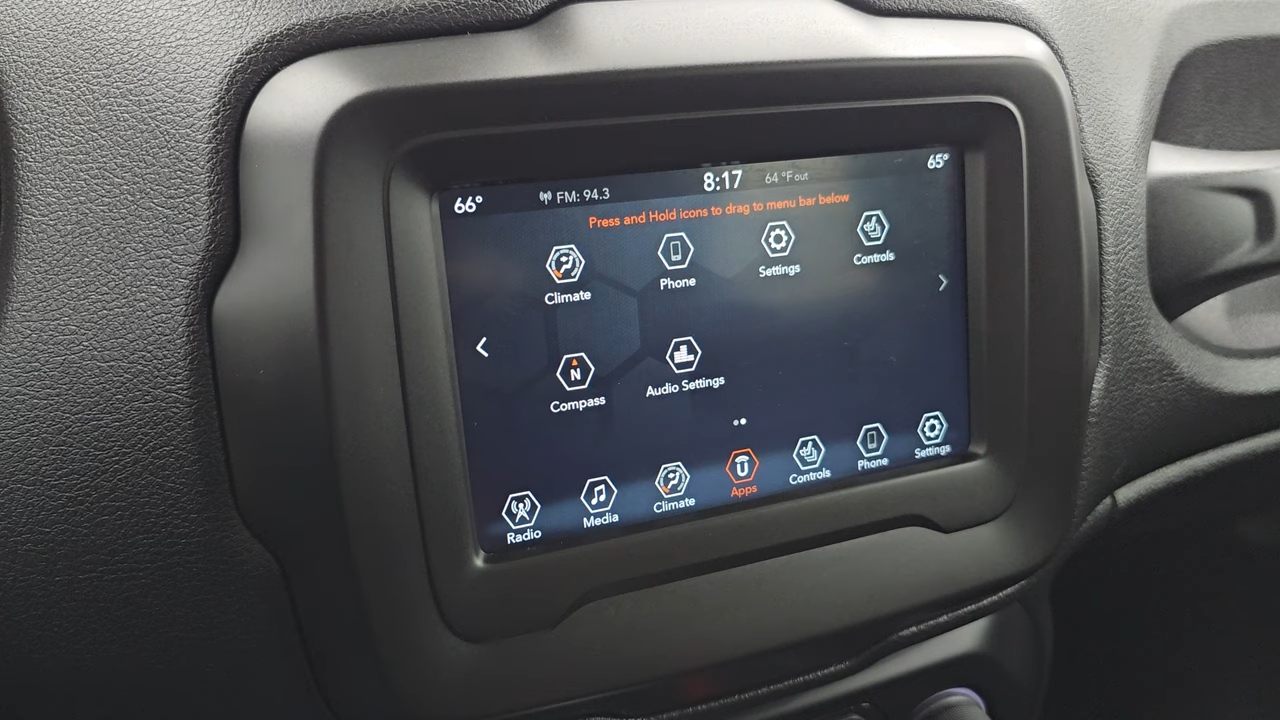 66° FM: 94.3 8:17 64 °F out 65°
Press and Hold icons to drag to menu bar below
Climate Phone Settings Controls
N
Compass Audio Settings
Radio Media Climate Apps Controls Phone Settings